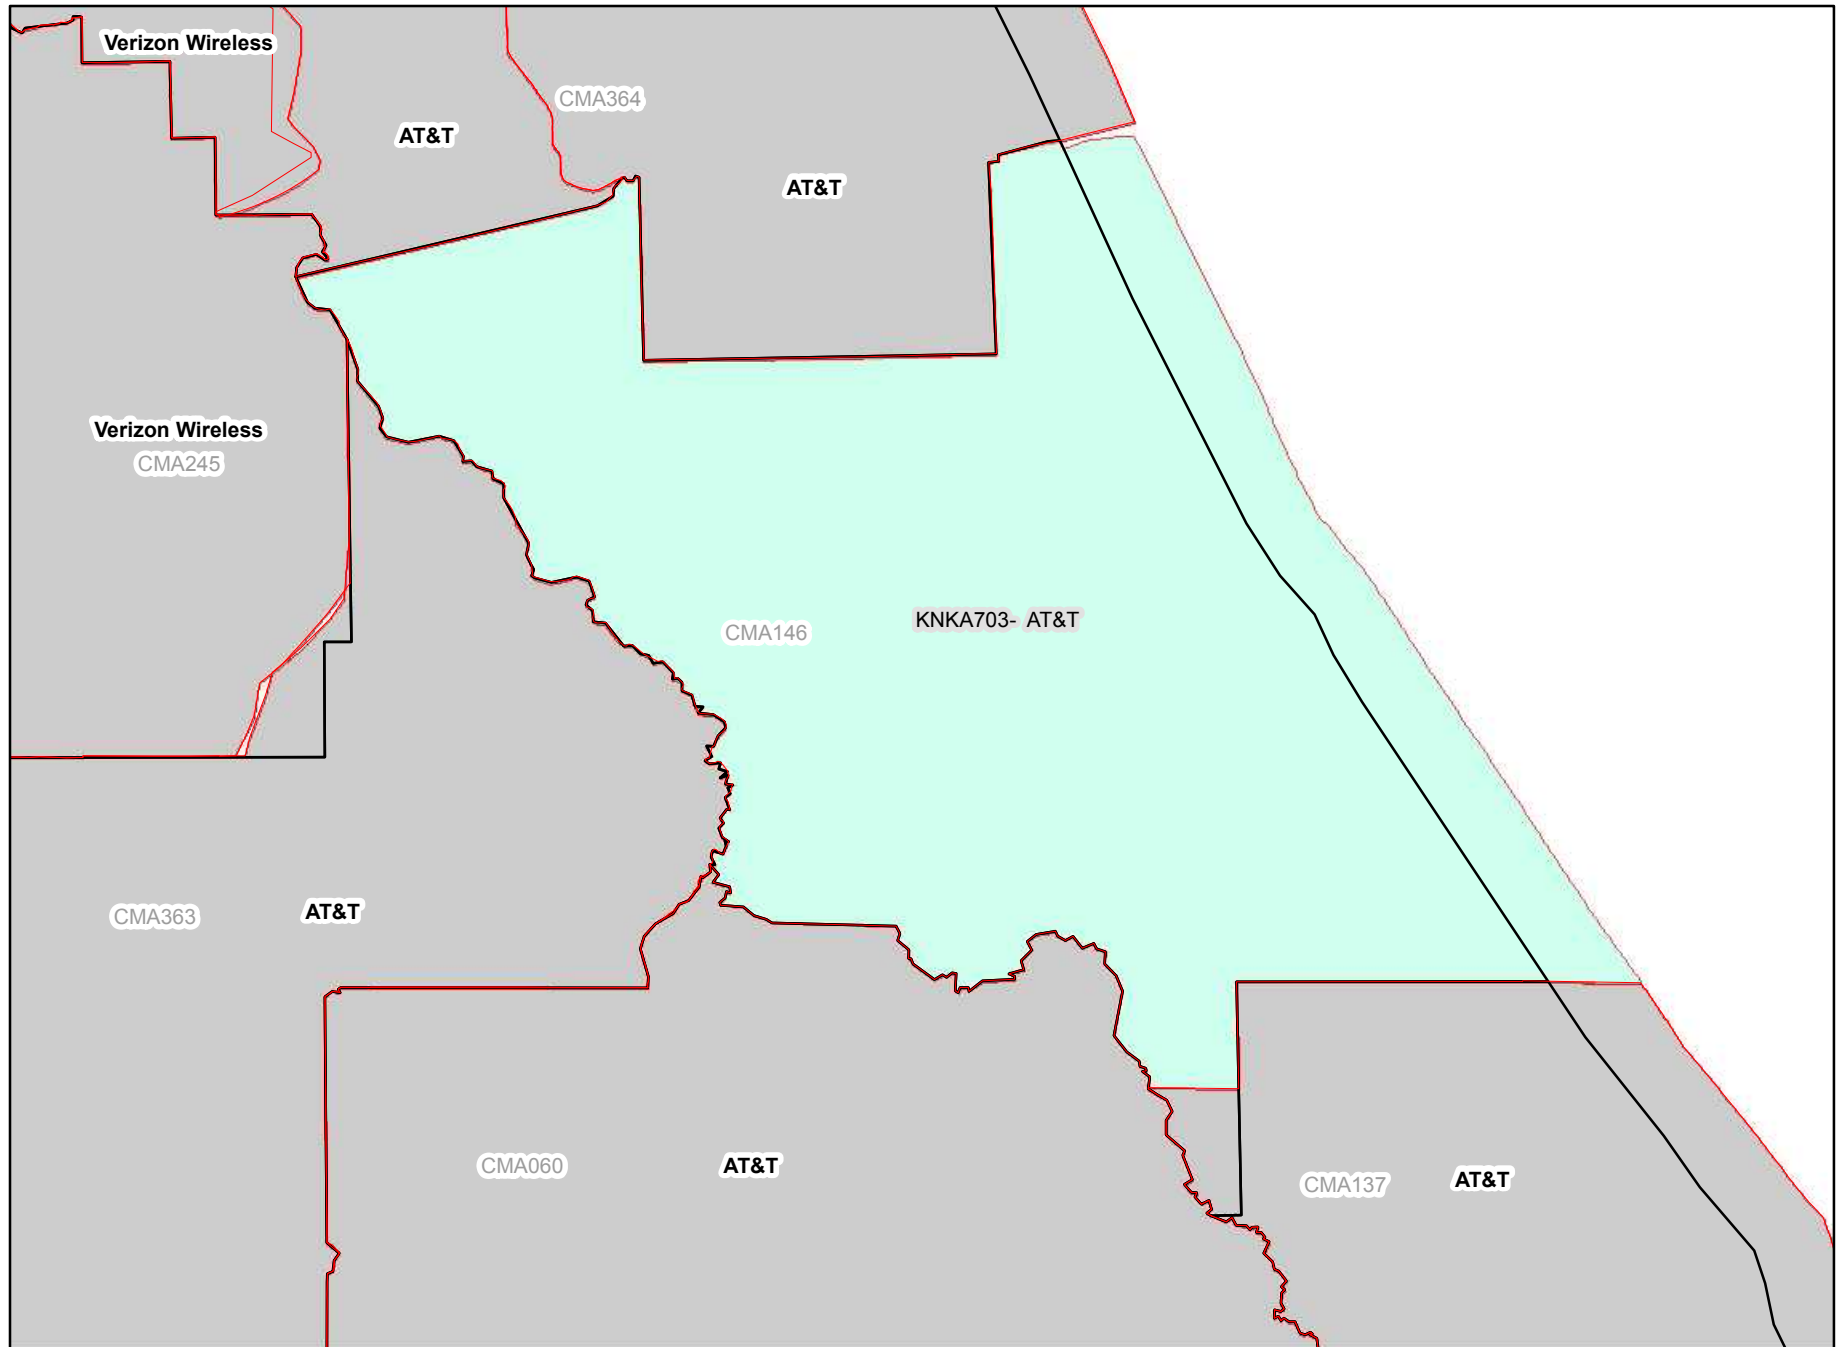 Verizon Wireless
CMA364
AT&T
AT&T
Verizon Wireless
CMA245
CMA146
KNKA703- AT&T
CMA363
AT&T
CMA060
AT&T
CMA137
AT&T